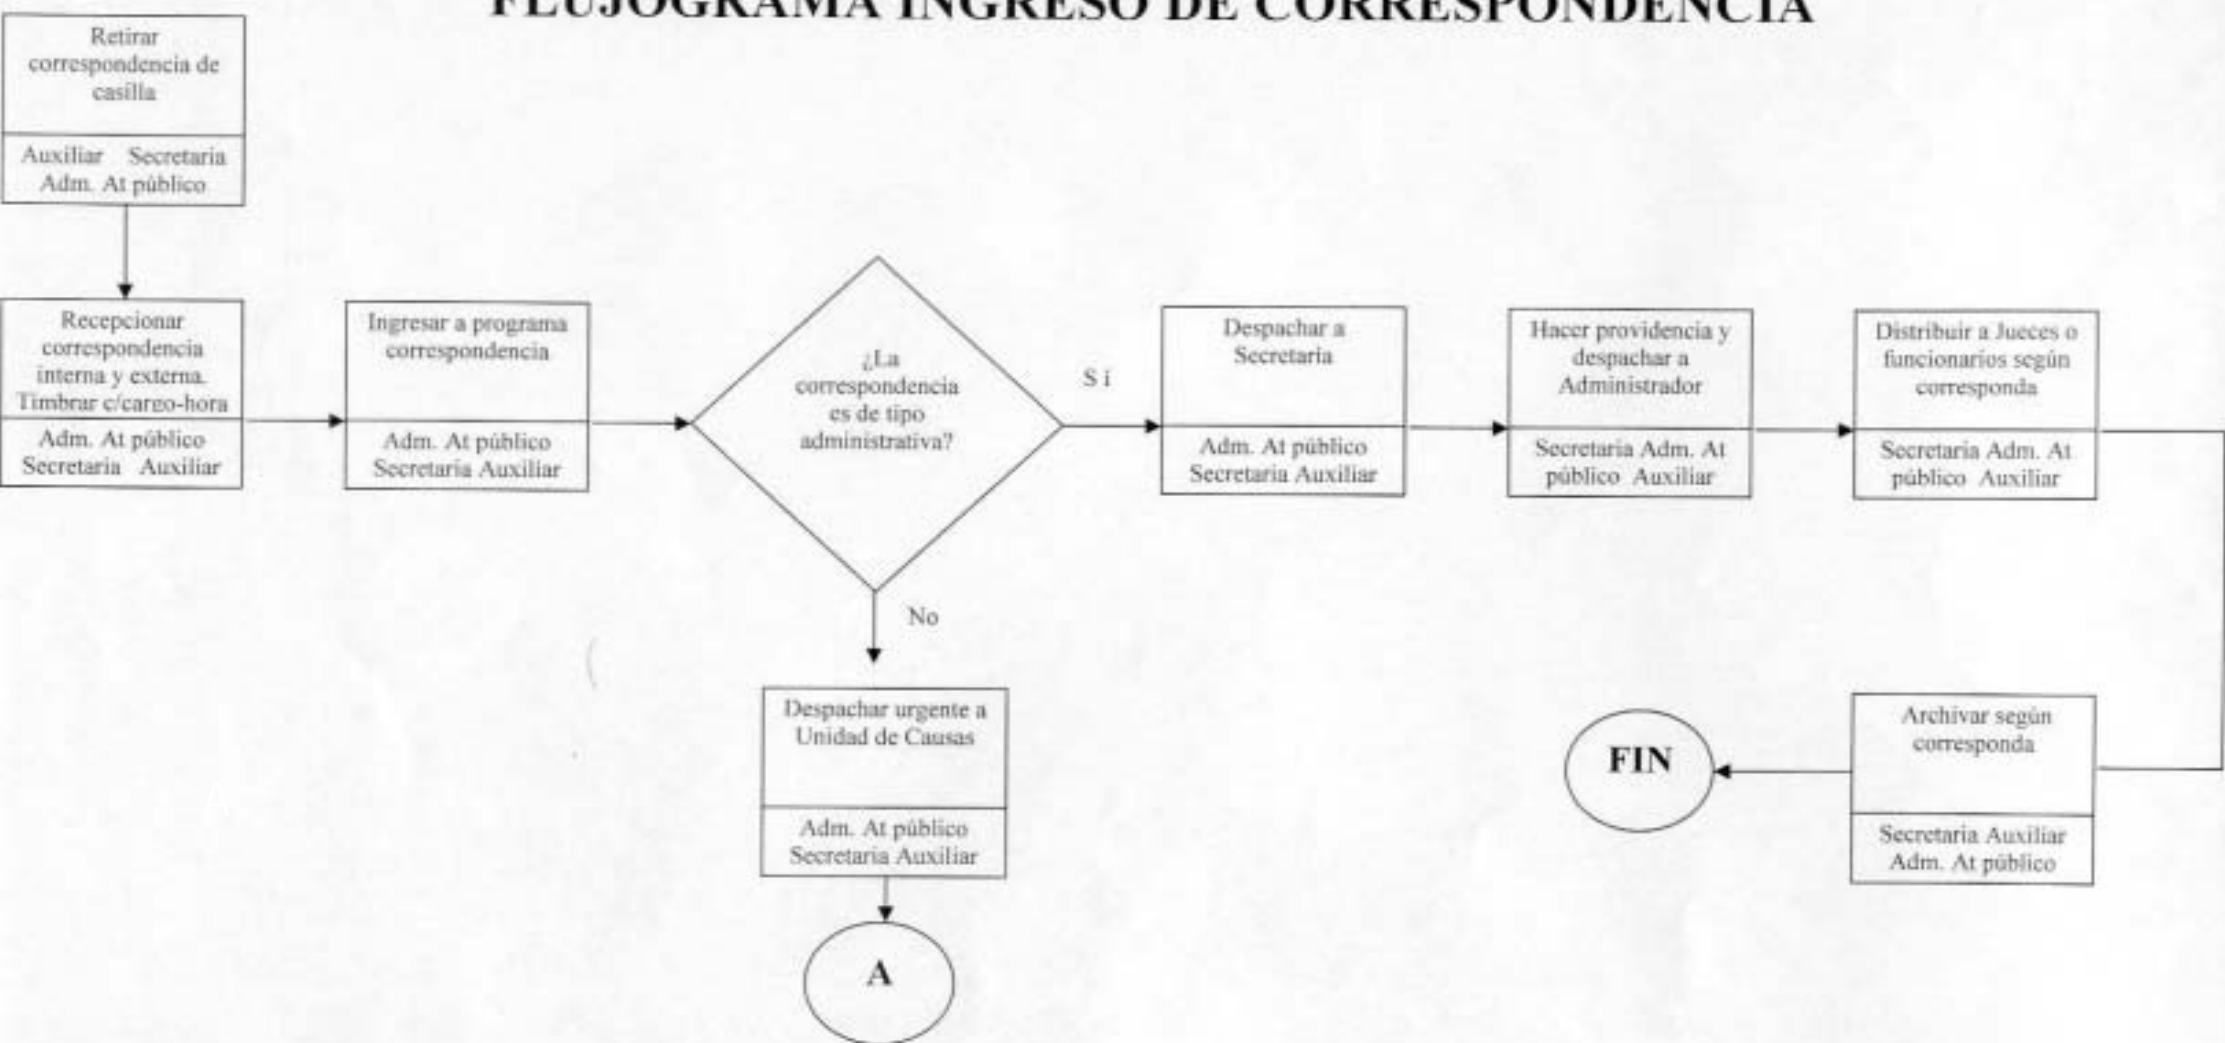 FLUJOGRAMA INGRESO DE CORRESPONDENCIA
Retirar
correspondencia de
casilla
Auxiliar Secretaria
Adm. At público
Recepcionar
correspondencia
interna y externa.
Timbrar c/cargo-hora
Adm. At público
Secretaria Auxiliar
Ingresar a programa
correspondencia
Adm. At público
Secretaria Auxiliar
¿La
correspondencia
es de tipo
administrativa?
Sí
Despachar a
Secretaria
Adm. At público
Secretaria Auxiliar
Hacer providencia y
despachar a
Administrador
Secretaria Adm. At
público Auxiliar
Distribuir a Jueces o
funcionarios según
corresponda
Secretaria Adm. At
público Auxiliar
No
Despachar urgente a
Unidad de Causas
Adm. At público
Secretaria Auxiliar
A
Archivar según
corresponda
Secretaria Auxiliar
Adm. At público
FIN